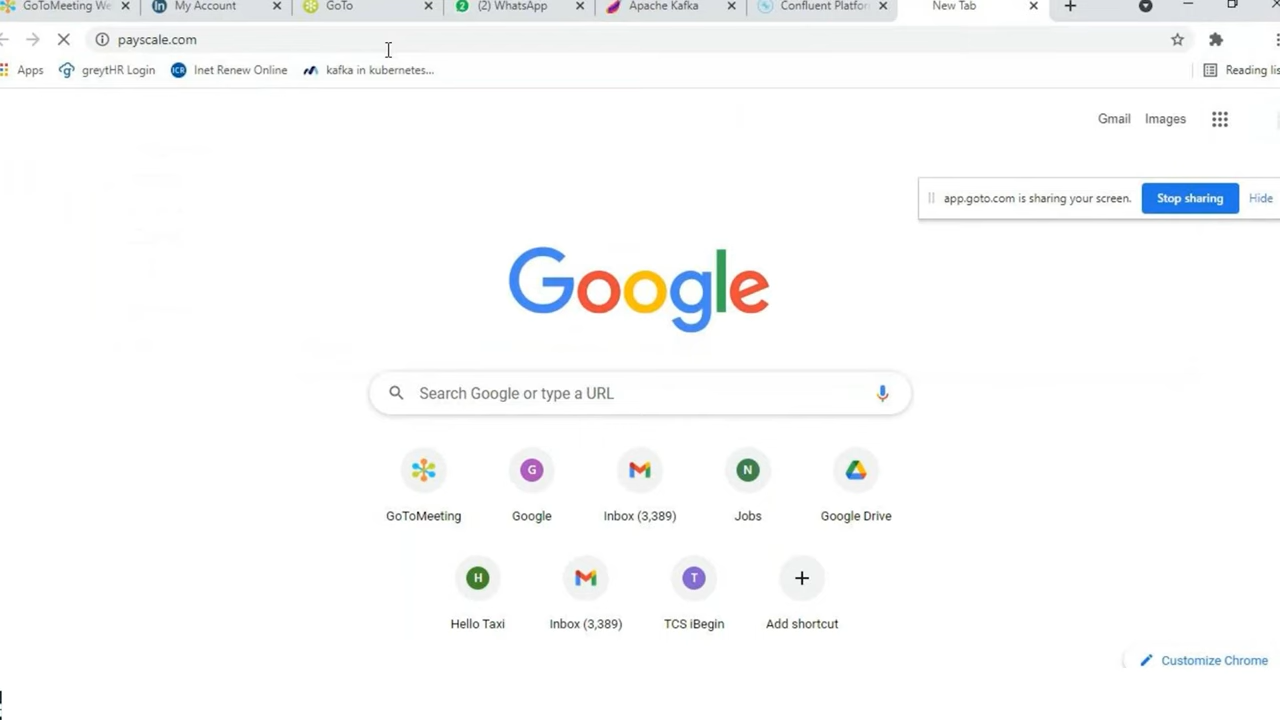 GoToMeeting We
My Account
GoTo
(2) WhatsApp
Apache Kafka
Confluent Platfor
New Tab
payscale.com
Apps
greytHR Login
Inet Renew Online
kafka in kubernetes...
Reading lis
Gmail
Images
app.goto.com is sharing your screen.
Stop sharing
Hide
Google
Search Google or type a URL
G
N
GoToMeeting
Google
Inbox (3,389)
Jobs
Google Drive
H
T
Hello Taxi
Inbox (3,389)
TCS iBegin
Add shortcut
Customize Chrome